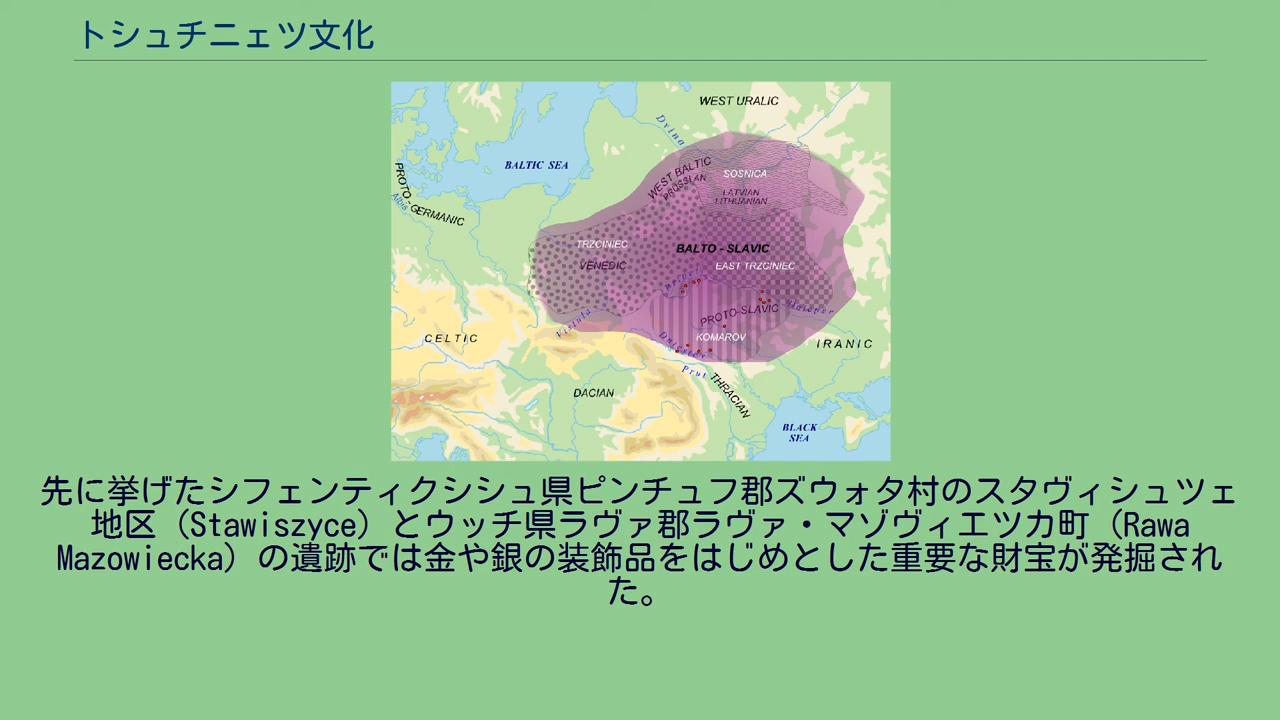 トシュチニェツ文化
WEST URALIC
Dvina
BALTIC SEA
WEST BALTIC
PRUSSIAN
SOSNICA
PROTO-GERMANIC
Albis
LATVIAN
LITHUANIAN
TRZCINIEC
BALTO - SLAVIC
VENEDIC
EAST TRZCINIEC
Pripet
Dnieper
PROTO-SLAVIC
Vistula
KOMAROV
CELTIC
Dniester
IRANIC
Prut
THRACIAN
DACIAN
BLACK
SEA
先に挙げたシフェンティクシシュ県ピンチュフ郡ズウォタ村のスタヴィシュツェ
地区（Stawiszyce）とウッチ県ラヴァ郡ラヴァ・マゾヴィエツカ町（Rawa
Mazowiecka）の遺跡では金や銀の装飾品をはじめとした重要な財宝が発掘され
た。